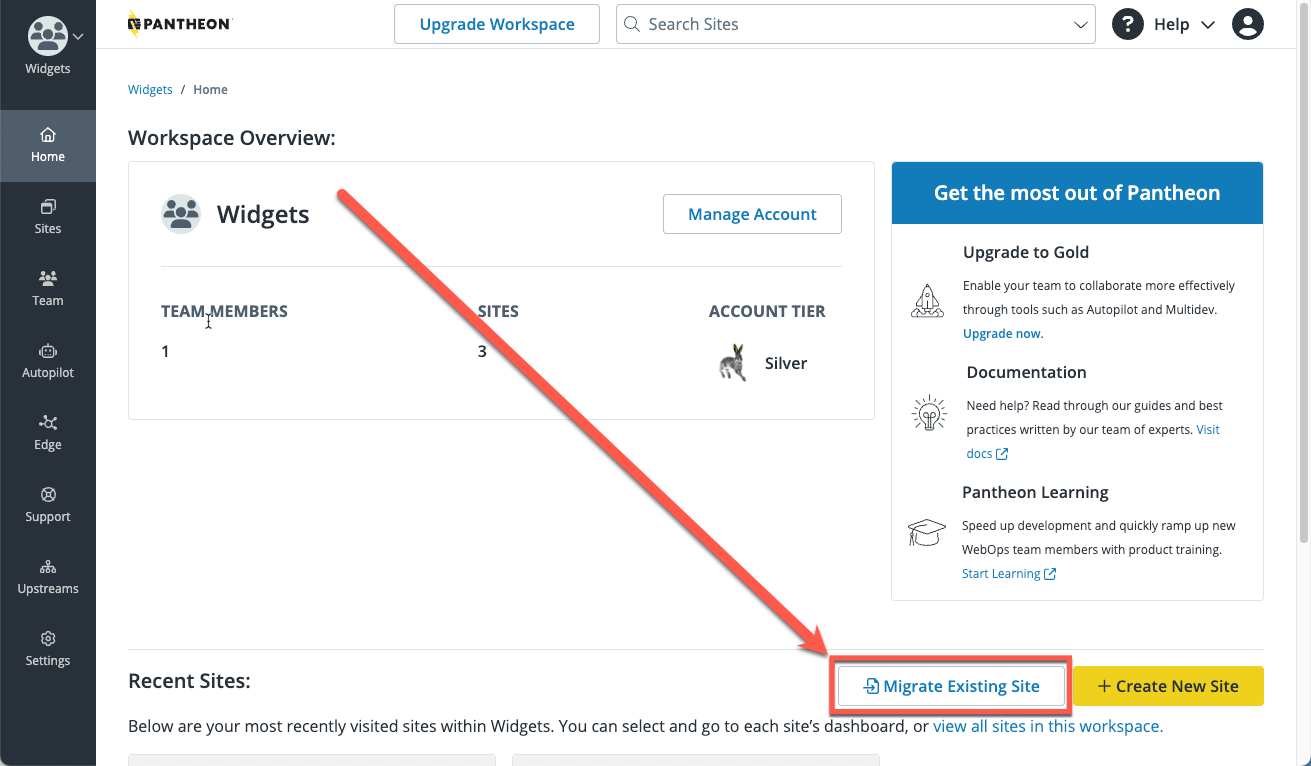 PANTHEON
Upgrade Workspace
Search Sites
? Help
Widgets
Home
Sites
Team
Autopilot
Edge
Support
Upstreams
Settings
Widgets / Home
Workspace Overview:
Widgets
Manage Account
TEAM MEMBERS SITES ACCOUNT TIER
1 3 Silver
Get the most out of Pantheon
Upgrade to Gold
Enable your team to collaborate more effectively
through tools such as Autopilot and Multidev.
Upgrade now.
Documentation
Need help? Read through our guides and best
practices written by our team of experts. Visit
docs
Pantheon Learning
Speed up development and quickly ramp up new
WebOps team members with product training.
Start Learning
Recent Sites:
Migrate Existing Site
+ Create New Site
Below are your most recently visited sites within Widgets. You can select and go to each site’s dashboard, or view all sites in this workspace.